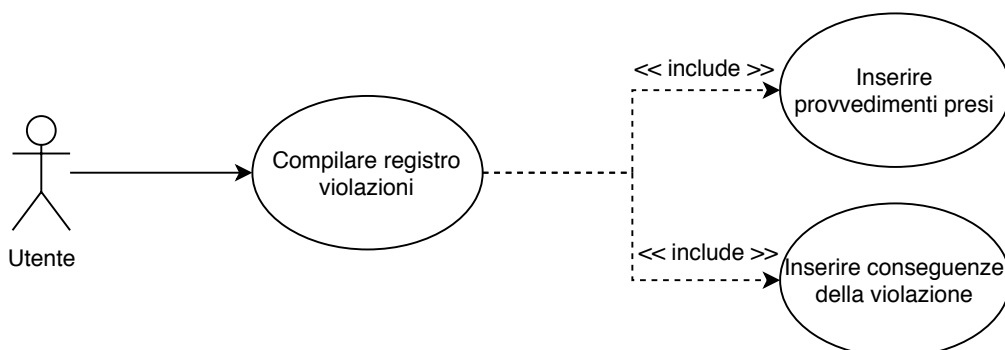 << include >>
Inserire
provvedimenti presi
Compilare registro
violazioni
Utente
<< include >>
Inserire conseguenze
della violazione